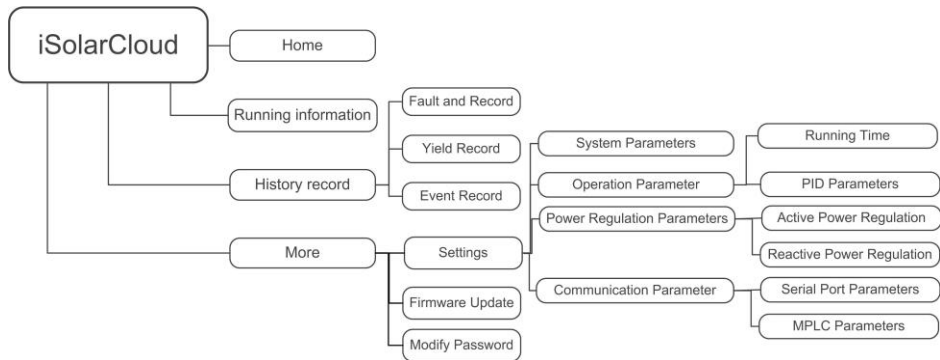 iSolarCloud
Home
Running information
History record
Fault and Record
Yield Record
Event Record
More
Settings
System Parameters
Operation Parameter
Running Time
PID Parameters
Power Regulation Parameters
Active Power Regulation
Reactive Power Regulation
Communication Parameter
Serial Port Parameters
MPLC Parameters
Firmware Update
Modify Password